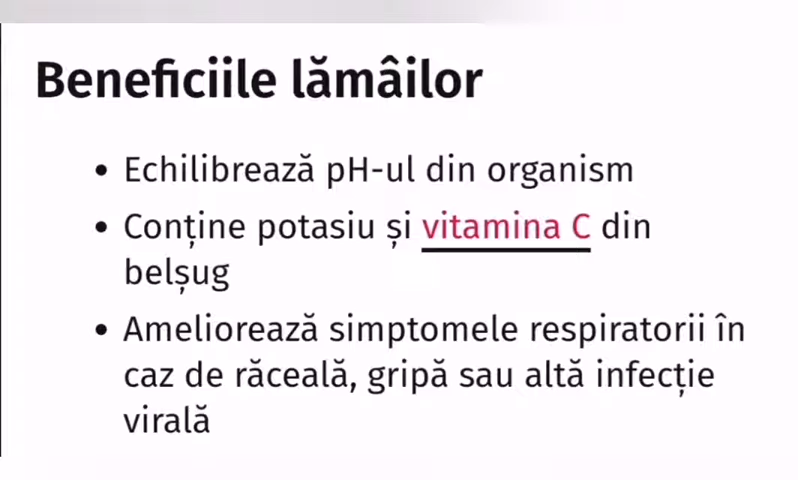 Beneficiile lămâilor
• Echilibrează pH-ul din organism
• Conține potasiu și vitamina C din
belșug
• Ameliorează simptomele respiratorii în
caz de răceală, gripă sau altă infecție
virală